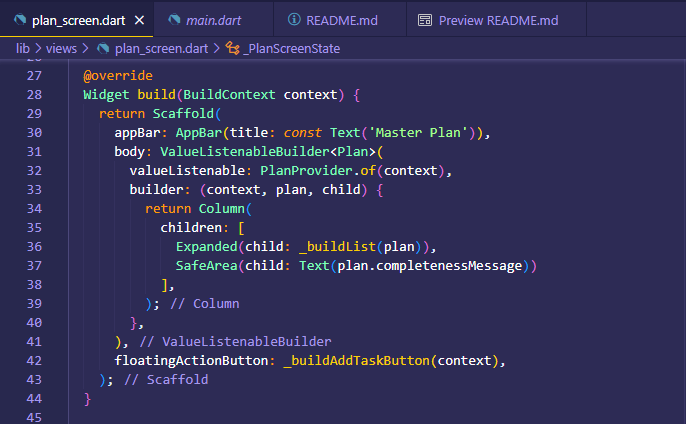 plan_screen.dart × main.dart README.md Preview README.md
lib > views > plan_screen.dart > _PlanScreenState
27 @override
28 Widget build(BuildContext context) {
29 return Scaffold(
30 appBar: AppBar(title: const Text('Master Plan')),
31 body: ValueListenableBuilder<Plan>(
32 valueListenable: PlanProvider.of(context),
33 builder: (context, plan, child) {
34 return Column(
35 children: [
36 Expanded(child: _buildList(plan)),
37 SafeArea(child: Text(plan.completenessMessage))
38 ],
39 ); // Column
40 },
41 ), // ValueListenableBuilder
42 floatingActionButton: _buildAddTaskButton(context),
43 ); // Scaffold
44 }
45